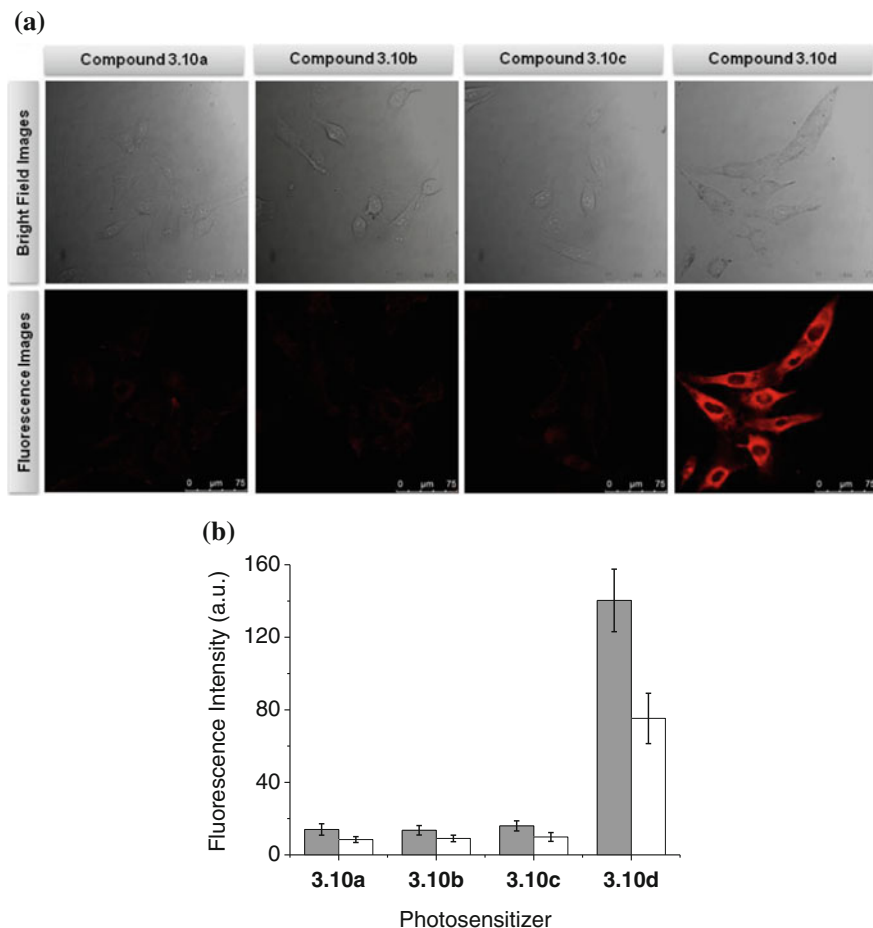 (a)
Compound 3.10a Compound 3.10b Compound 3.10c Compound 3.10d
Bright Field Images
Fluorescence Images
0 µm 75 0 µm 75 0 µm 75 0 µm 75
(b)
Fluorescence Intensity (a.u.)
160
120
80
40
0
3.10a 3.10b 3.10c 3.10d
Photosensitizer